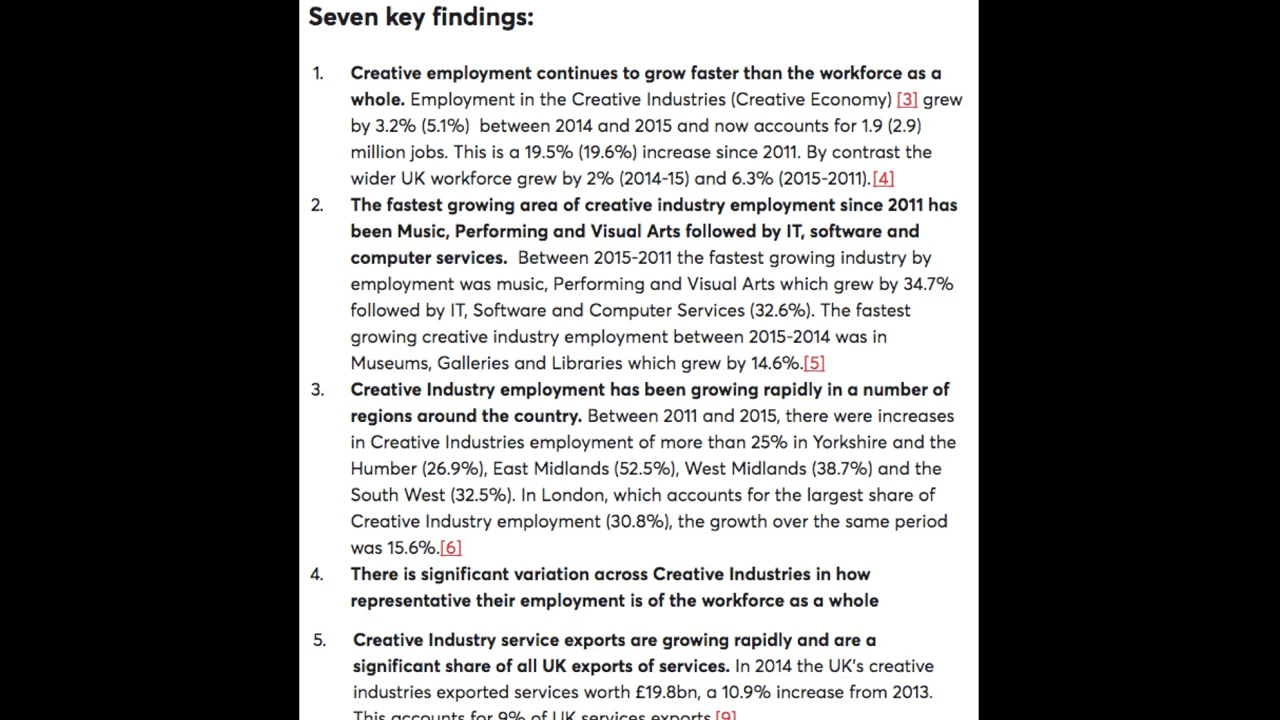 Seven key findings:
1. Creative employment continues to grow faster than the workforce as a
whole. Employment in the Creative Industries (Creative Economy) [3] grew
by 3.2% (5.1%)  between 2014 and 2015 and now accounts for 1.9 (2.9)
million jobs. This is a 19.5% (19.6%) increase since 2011. By contrast the
wider UK workforce grew by 2% (2014-15) and 6.3% (2015-2011).[4]
2. The fastest growing area of creative industry employment since 2011 has
been Music, Performing and Visual Arts followed by IT, software and
computer services.  Between 2015-2011 the fastest growing industry by
employment was music, Performing and Visual Arts which grew by 34.7%
followed by IT, Software and Computer Services (32.6%). The fastest
growing creative industry employment between 2015-2014 was in
Museums, Galleries and Libraries which grew by 14.6%.[5]
3. Creative Industry employment has been growing rapidly in a number of
regions around the country. Between 2011 and 2015, there were increases
in Creative Industries employment of more than 25% in Yorkshire and the
Humber (26.9%), East Midlands (52.5%), West Midlands (38.7%) and the
South West (32.5%). In London, which accounts for the largest share of
Creative Industry employment (30.8%), the growth over the same period
was 15.6%.[6]
4. There is significant variation across Creative Industries in how
representative their employment is of the workforce as a whole
5. Creative Industry service exports are growing rapidly and are a
significant share of all UK exports of services. In 2014 the UK's creative
industries exported services worth £19.8bn, a 10.9% increase from 2013.
This accounts for 9% of UK services exports.[9]